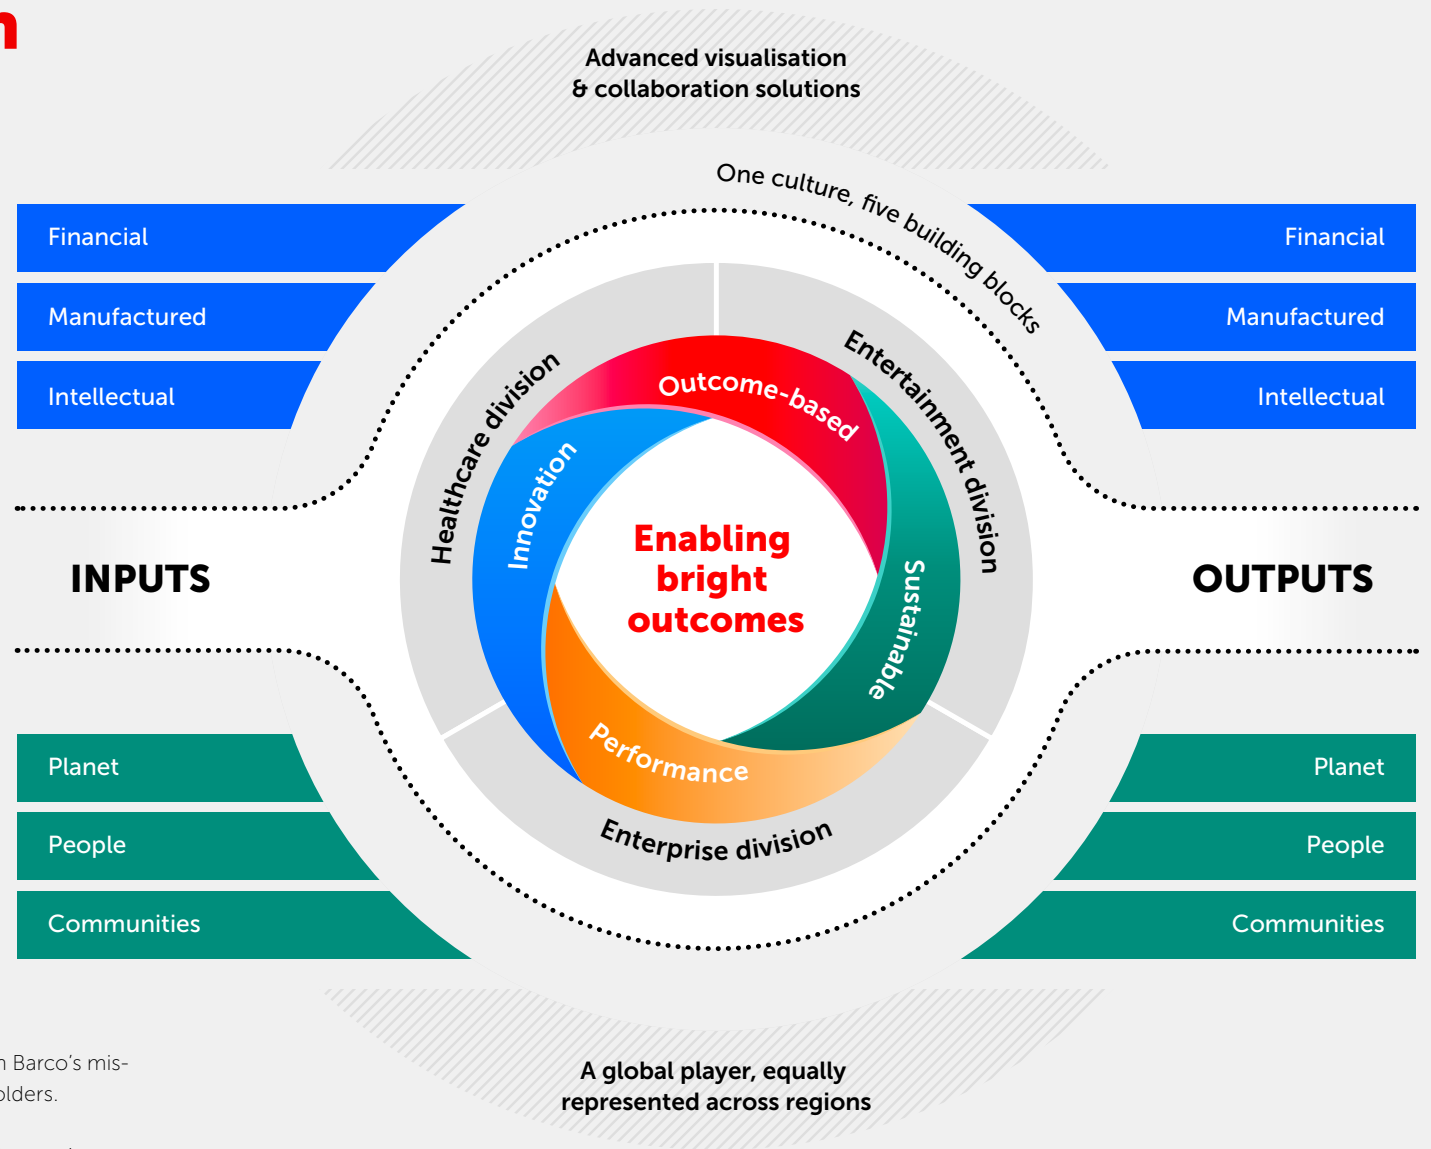 Advanced visualisation
& collaboration solutions
One culture, five building blocks
Financial
Manufactured
Intellectual
Financial
Manufactured
Intellectual
Healthcare division
Entertainment division
Outcome-based
Innovation
Sustainable
Performance
Enterprise division
Enabling
bright
outcomes
INPUTS
OUTPUTS
Planet
People
Communities
Planet
People
Communities
Barco's mis-
A global player, equally
represented across regions